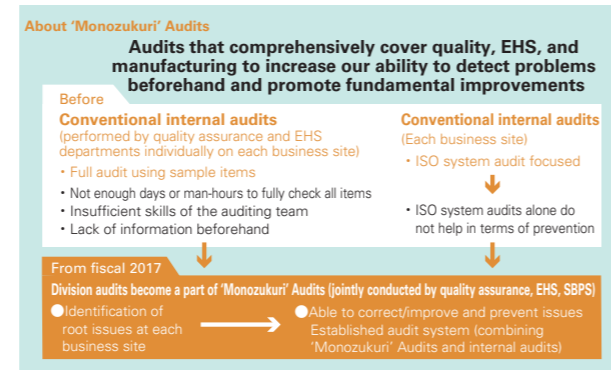 About ‘Monozukuri’ Audits
Audits that comprehensively cover quality, EHS, and
manufacturing to increase our ability to detect problems
beforehand and promote fundamental improvements
Before
Conventional internal audits
(performed by quality assurance and EHS
departments individually on each business site)
・Full audit using sample items
・Not enough days or man-hours to fully check all items
・Insufficient skills of the auditing team
・Lack of information beforehand
Conventional internal audits
(Each business site)
・ISO system audit focused
・ISO system audits alone do
not help in terms of prevention
From fiscal 2017
Division audits become a part of ‘Monozukuri’ Audits (jointly conducted by quality assurance, EHS, SBPS)
●Identification of
root issues at each
business site
●Able to correct/improve and prevent issues
Established audit system (combining
‘Monozukuri’ Audits and internal audits)